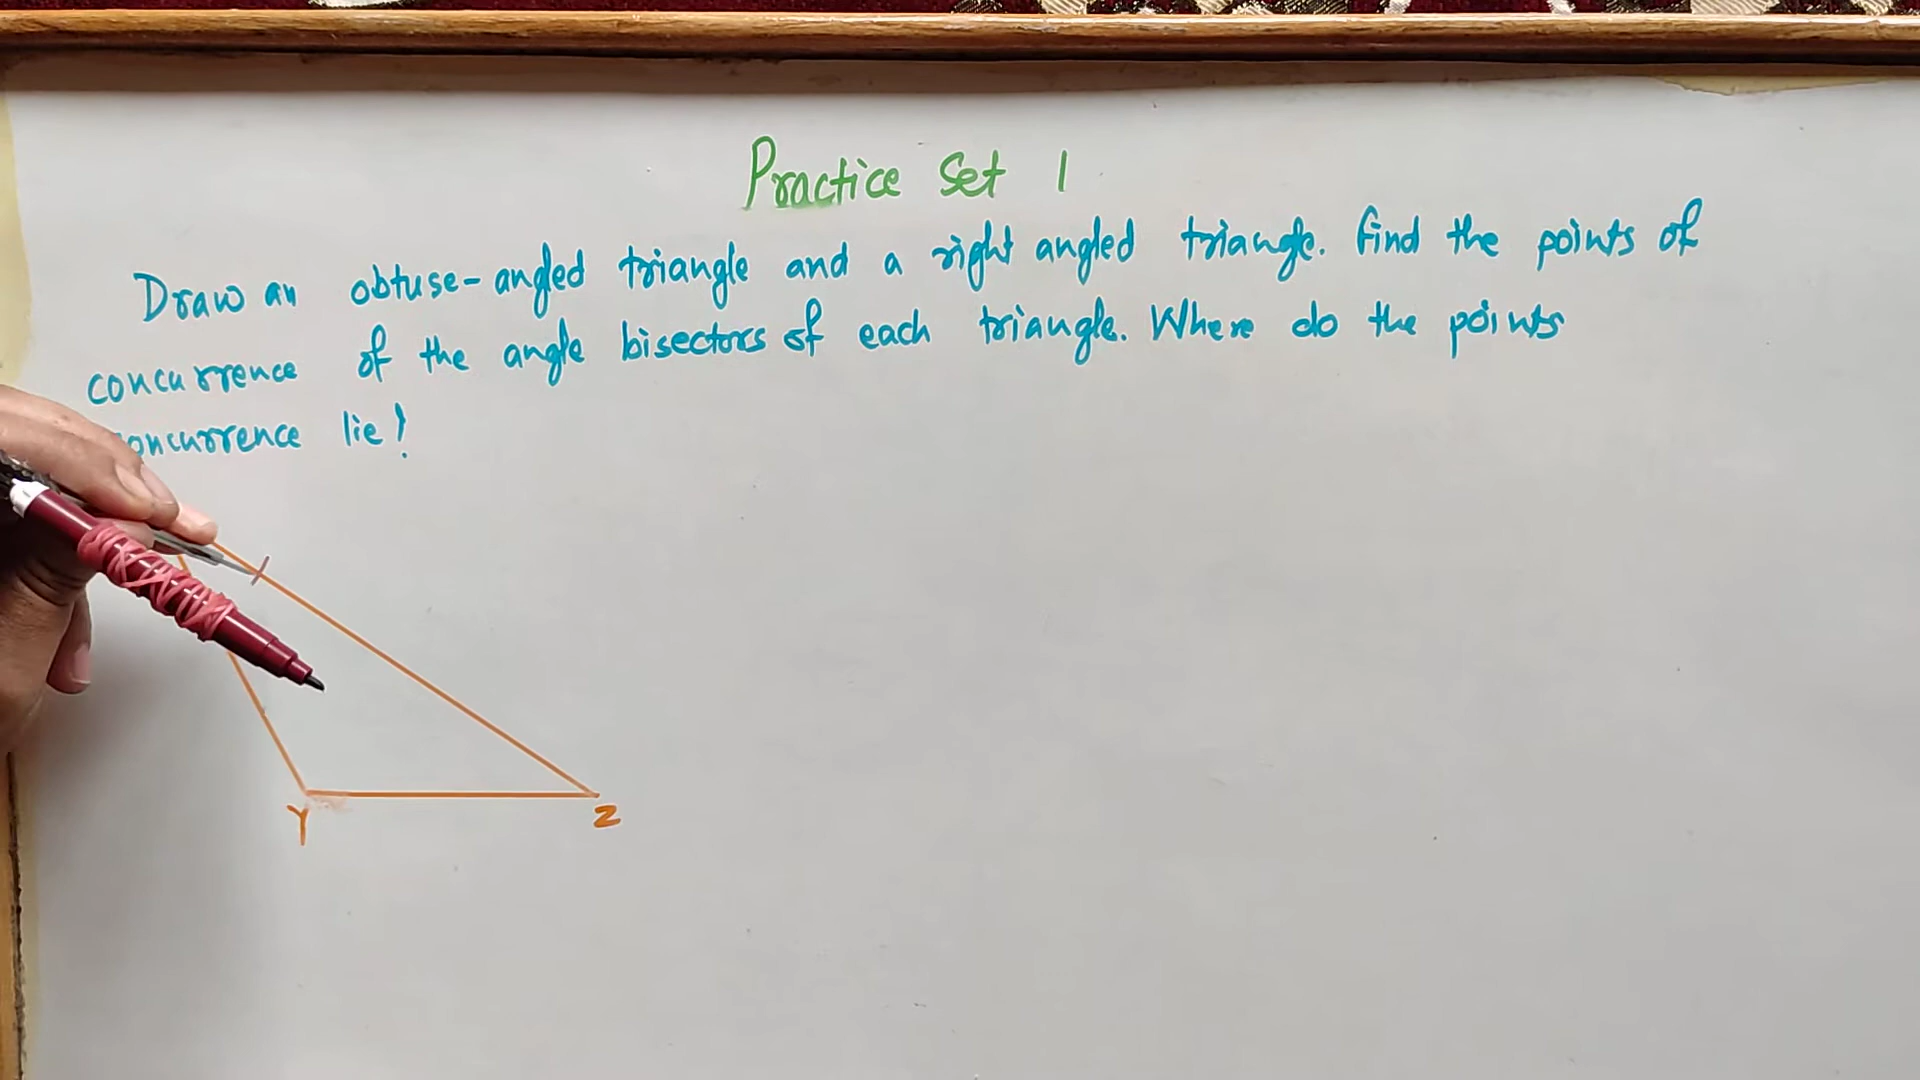 Practice Set 1
Draw an obtuse-angled triangle and a right angled triangle. Find the points of
concurrence of the angle bisectors of each triangle. Where do the points
concurrence lie?
Y
Z